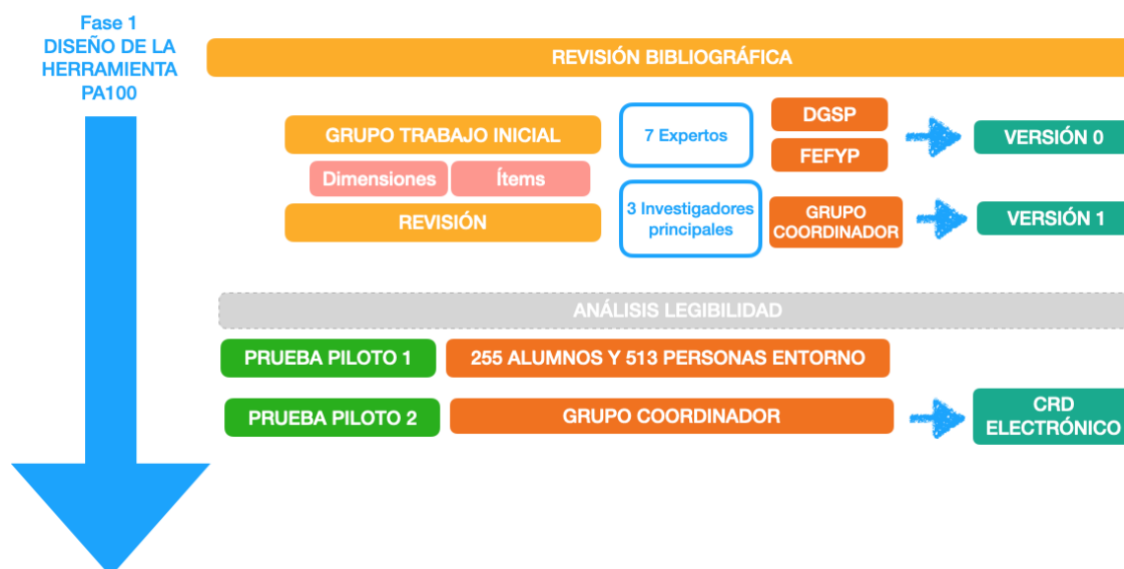 Fase 1
DISEÑO DE LA
HERRAMIENTA
PA100
REVISIÓN BIBLIOGRÁFICA
GRUPO TRABAJO INICIAL
7 Expertos
DGSP
FEFYP
VERSIÓN 0
Dimensiones
Ítems
REVISIÓN
3 Investigadores
principales
GRUPO
COORDINADOR
VERSIÓN 1
ANÁLISIS LEGIBILIDAD
PRUEBA PILOTO 1
255 ALUMNOS Y 513 PERSONAS ENTORNO
PRUEBA PILOTO 2
GRUPO COORDINADOR
CRD
ELECTRÓNICO